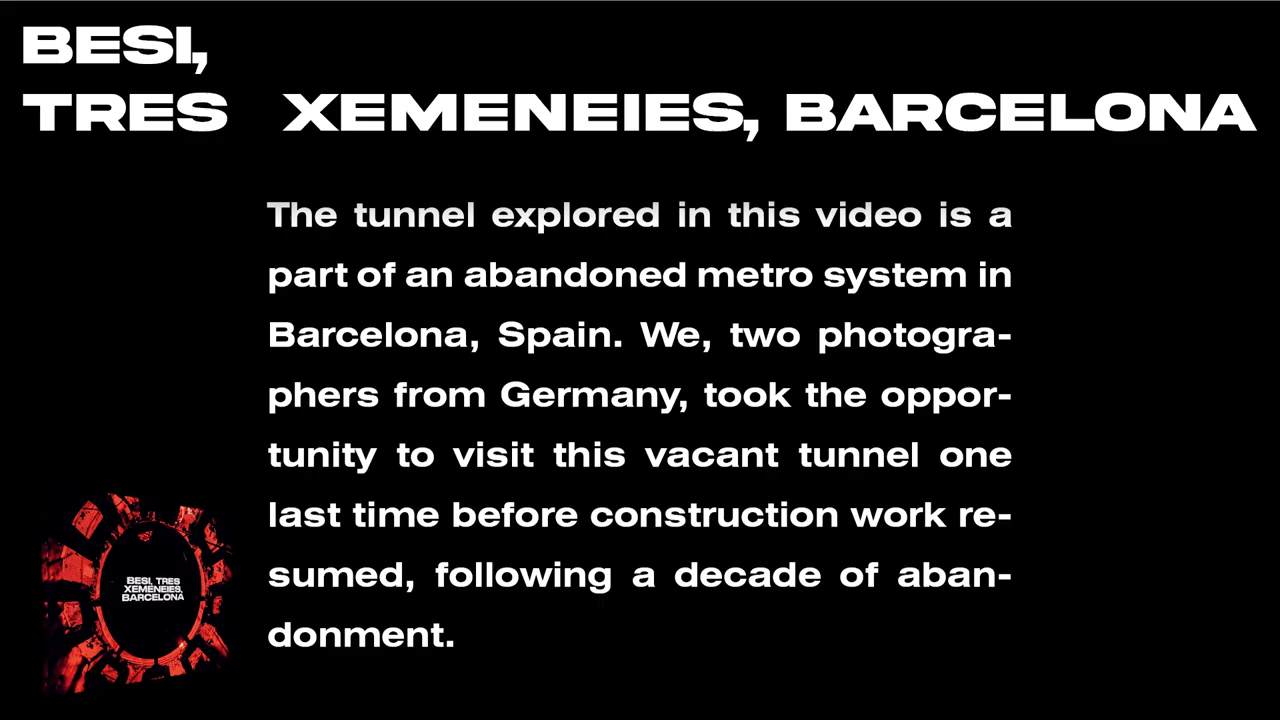 BESI,
TRES XEMENEIES, BARCELONA
The tunnel explored in this video is a
part of an abandoned metro system in
Barcelona, Spain. We, two photogra-
phers from Germany, took the oppor-
tunity to visit this vacant tunnel one
last time before construction work re-
sumed, following a decade of aban-
donment.
BESI, TRES
XEMENEIES,
BARCELONA